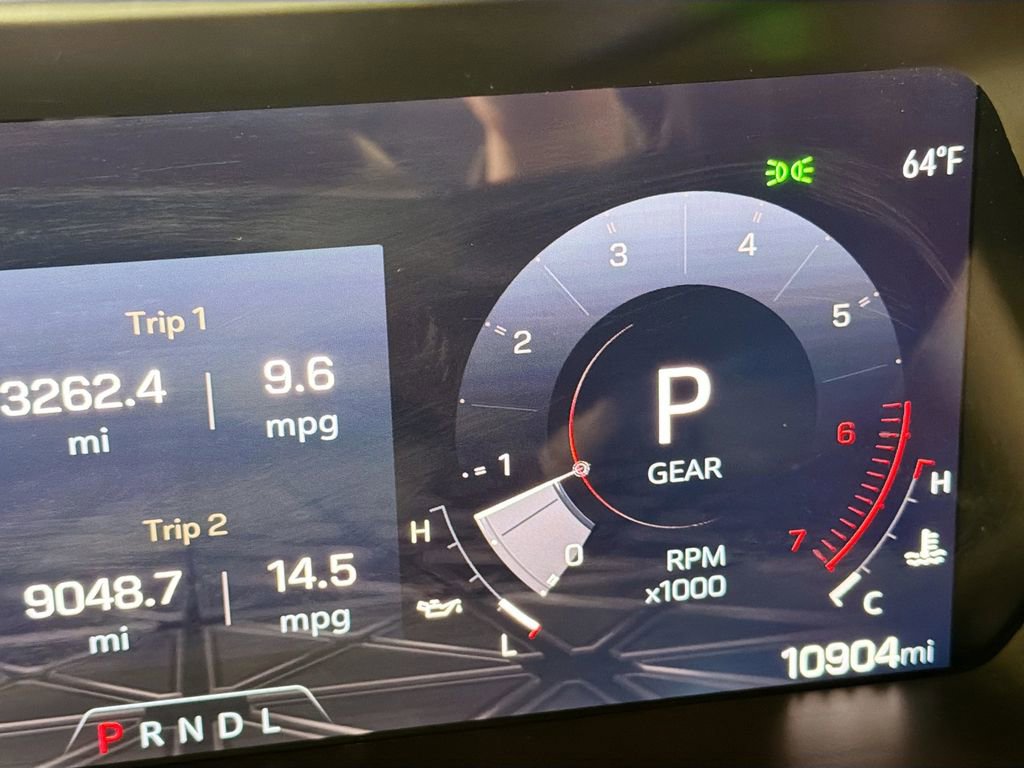 64°F
3
4
2
5
Trip 1
3262.4 | 9.6
mi mpg
P
GEAR
6
1
H
H
7
0
RPM
x1000
Trip 2
9048.7 | 14.5
mi mpg
L
C
10904mi
P R N D L